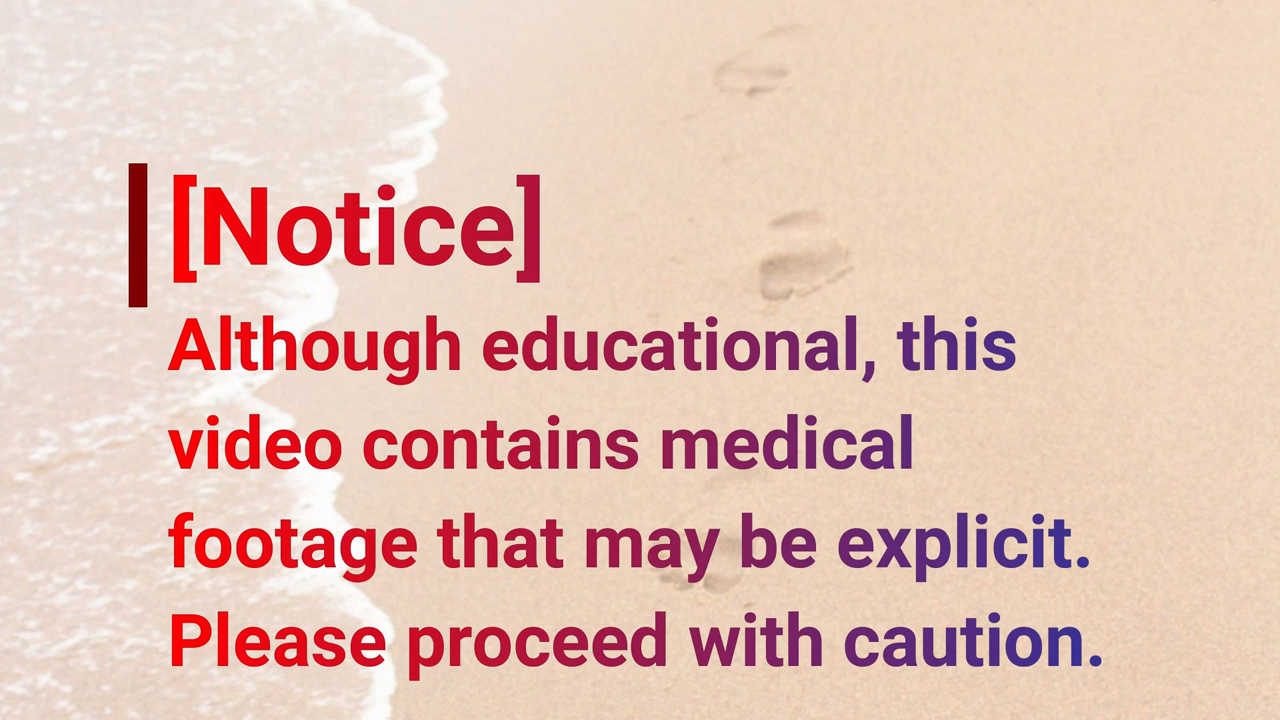 [Notice]
Although educational, this
video contains medical
footage that may be explicit.
Please proceed with caution.